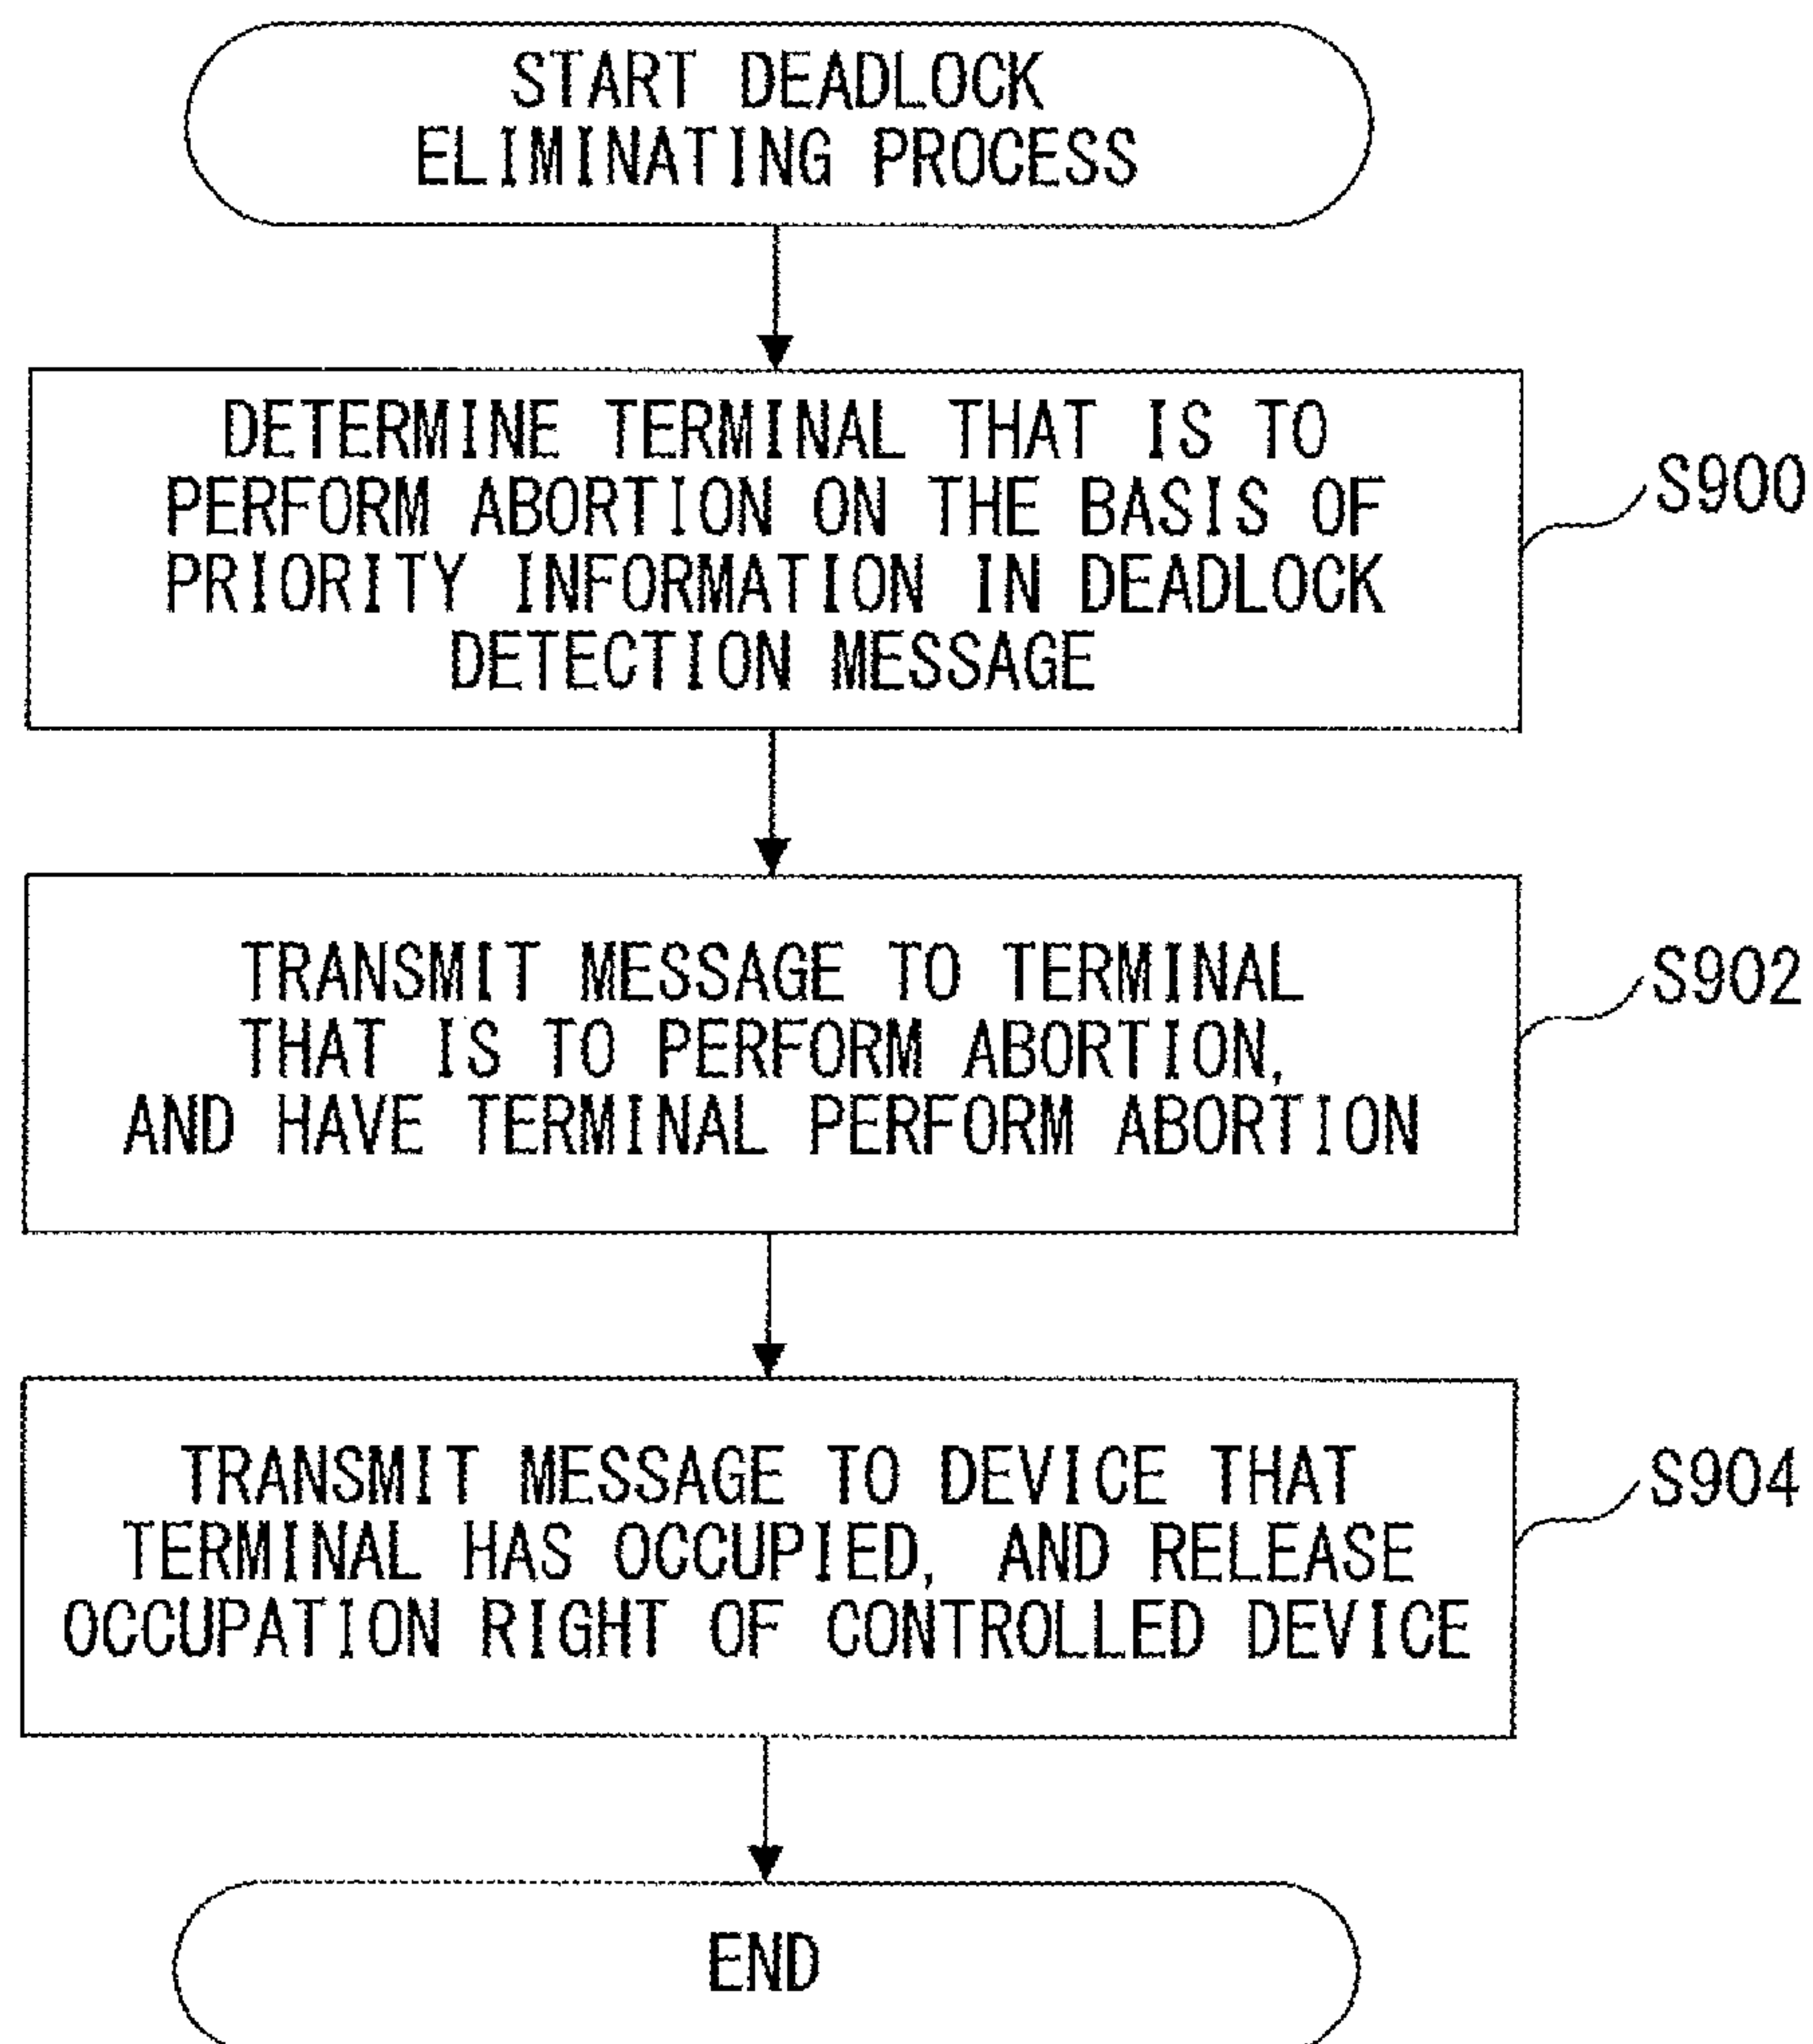 START DEADLOCK
ELIMINATING PROCESS
DETERMINE TERMINAL THAT IS TO
PERFORM ABORTION ON THE BASIS OF
PRIORITY INFORMATION IN DEADLOCK
DETECTION MESSAGE
S900
TRANSMIT MESSAGE TO TERMINAL
THAT IS TO PERFORM ABORTION,
AND HAVE TERMINAL PERFORM ABORTION
S902
TRANSMIT MESSAGE TO DEVICE THAT
TERMINAL HAS OCCUPIED, AND RELEASE
OCCUPATION RIGHT OF CONTROLLED DEVICE
S904
END